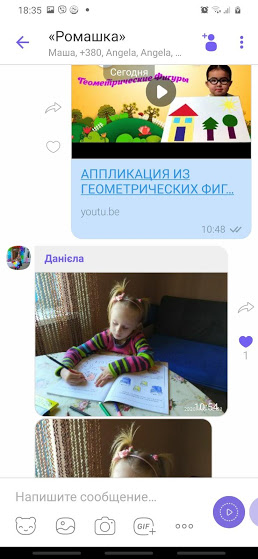 18:35
«Ромашка»
Маша, +380, Angela, Angela, ...
Сегодня
Геометрические Фигуры
АППЛИКАЦИЯ ИЗ
ГЕОМЕТРИЧЕСКИХ ФИГ...
youtu.be
10:48
Данієла
10:54
1
Напишите сообщение...
GIF+